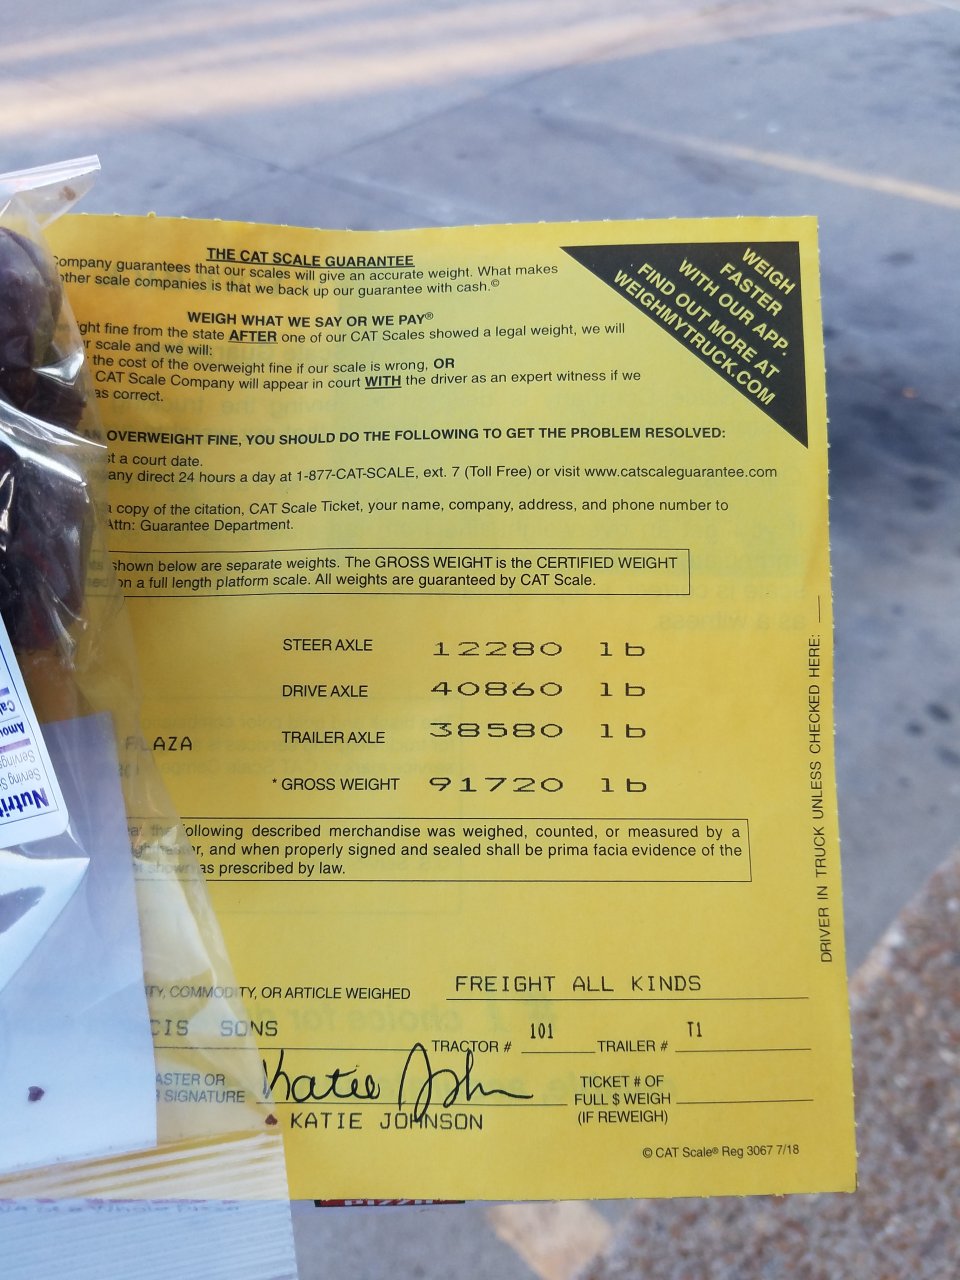 THE CAT SCALE GUARANTEE
Company guarantees that our scales will give an accurate weight. What makes
other scale companies is that we back up our guarantee with cash.©
WEIGH WHAT WE SAY OR WE PAY®
fine from the state AFTER one of our CAT Scales showed a legal weight, we will
scale and we will:
the cost of the overweight fine if our scale is wrong, OR
CAT Scale Company will appear in court WITH the driver as an expert witness if we
as correct.
AN OVERWEIGHT FINE, YOU SHOULD DO THE FOLLOWING TO GET THE PROBLEM RESOLVED:
a court date.
direct 24 hours a day at 1-877-CAT-SCALE, ext. 7 (Toll Free) or visit www.catscaleguarantee.com
a copy of the citation, CAT Scale Ticket, your name, company, address, and phone number to
Attn: Guarantee Department.
shown below are separate weights. The GROSS WEIGHT is the CERTIFIED WEIGHT
on a full length platform scale. All weights are guaranteed by CAT Scale.
WEIGH
FASTER
WITH OUR APP.
FIND OUT MORE AT
WEIGHMYTRUCK.COM
STEER AXLE 12280 lb
DRIVE AXLE 40860 lb
PLAZA TRAILER AXLE 38580 lb
* GROSS WEIGHT 91720 lb
following described merchandise was weighed, counted, or measured by a
and when properly signed and sealed shall be prima facia evidence of the
shown as prescribed by law.
DRIVER IN TRUCK UNLESS CHECKED HERE:
COMMODITY, OR ARTICLE WEIGHED FREIGHT ALL KINDS
SONS
TRACTOR # 101 TRAILER # T1
SIGNATURE Katie John
KATIE JOHNSON
TICKET # OF
FULL $ WEIGH
(IF REWEIGH)
© CAT Scale® Reg 3067 7/18